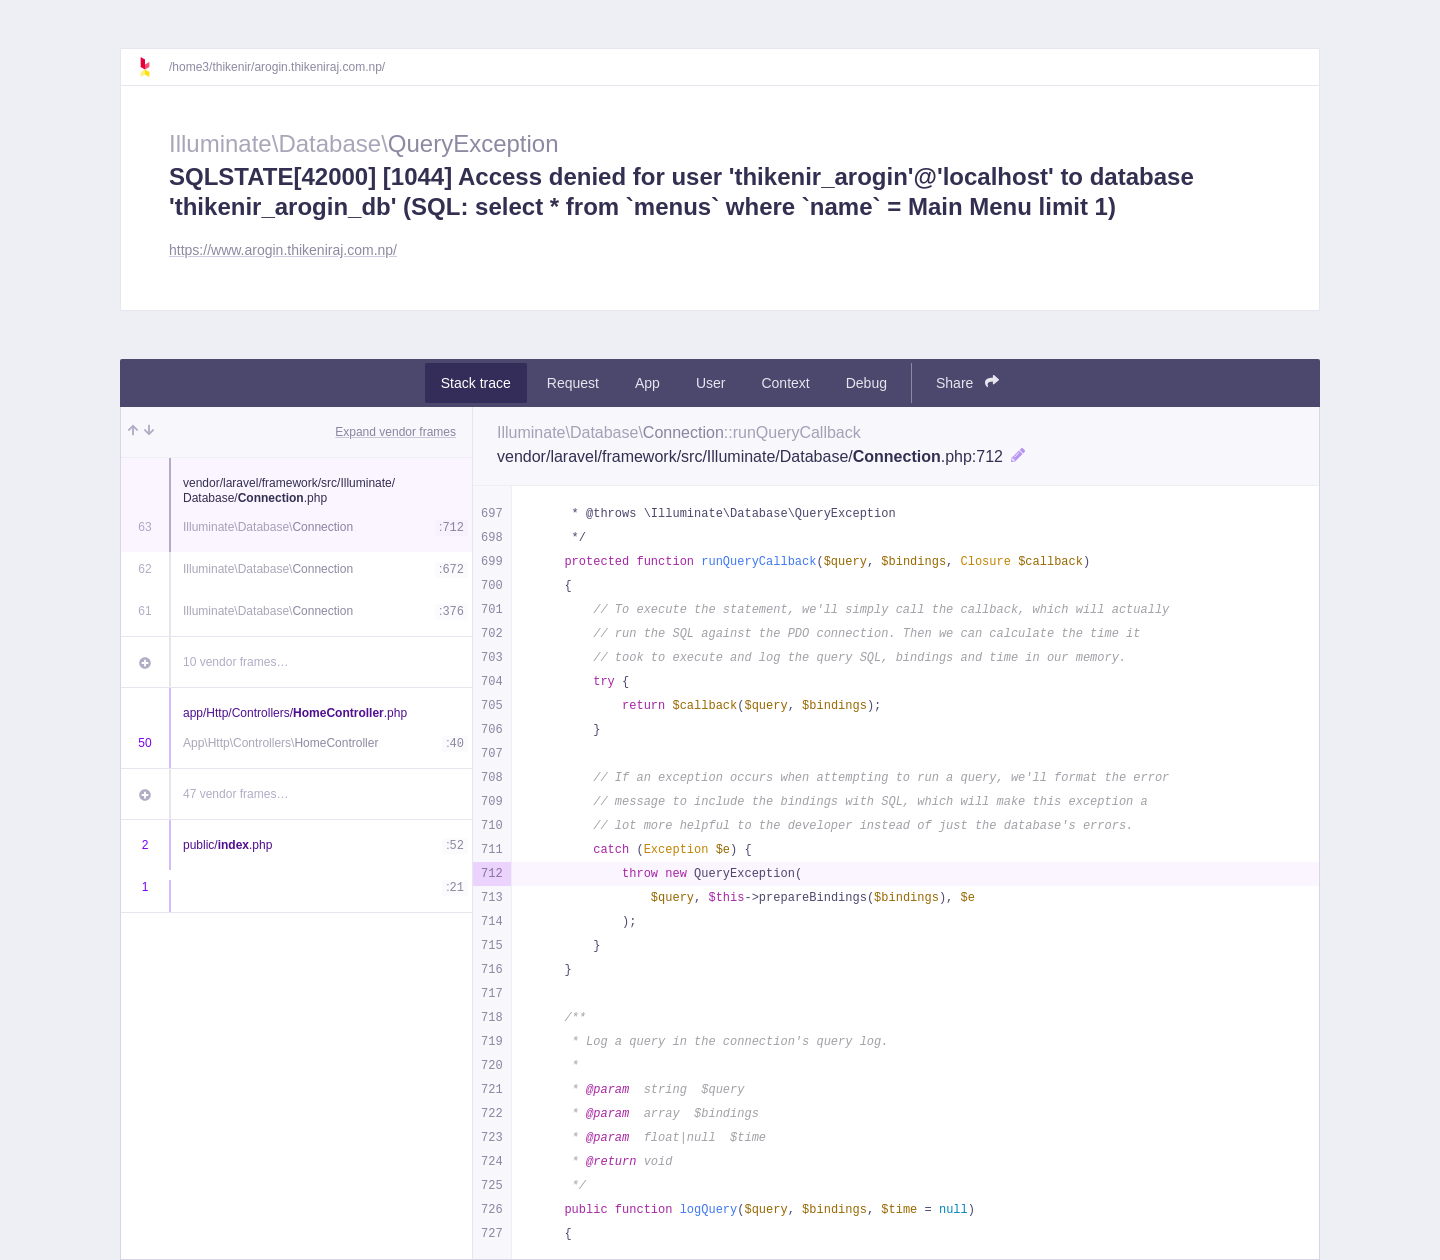 /home3/thikenir/arogin.thikeniraj.com.np/
Illuminate\Database\QueryException
SQLSTATE[42000] [1044] Access denied for user 'thikenir_arogin'@'localhost' to database
'thikenir_arogin_db' (SQL: select * from `menus` where `name` = Main Menu limit 1)
https://www.arogin.thikeniraj.com.np/
Stack trace Request App User Context Debug Share
Expand vendor frames
vendor/laravel/framework/src/Illuminate/
Database/Connection.php
63 Illuminate\Database\Connection :712
62 Illuminate\Database\Connection :672
61 Illuminate\Database\Connection :376
10 vendor frames…
app/Http/Controllers/HomeController.php
50 App\Http\Controllers\HomeController :40
47 vendor frames…
2 public/index.php :52
1 :21
Illuminate\Database\Connection::runQueryCallback
vendor/laravel/framework/src/Illuminate/Database/Connection.php:712
697 * @throws \Illuminate\Database\QueryException
698 */
699 protected function runQueryCallback($query, $bindings, Closure $callback)
700 {
701 // To execute the statement, we'll simply call the callback, which will actually
702 // run the SQL against the PDO connection. Then we can calculate the time it
703 // took to execute and log the query SQL, bindings and time in our memory.
704 try {
705 return $callback($query, $bindings);
706 }
707
708 // If an exception occurs when attempting to run a query, we'll format the error
709 // message to include the bindings with SQL, which will make this exception a
710 // lot more helpful to the developer instead of just the database's errors.
711 catch (Exception $e) {
712 throw new QueryException(
713 $query, $this->prepareBindings($bindings), $e
714 );
715 }
716 }
717
718 /**
719 * Log a query in the connection's query log.
720 *
721 * @param  string  $query
722 * @param  array  $bindings
723 * @param  float|null  $time
724 * @return void
725 */
726 public function logQuery($query, $bindings, $time = null)
727 {